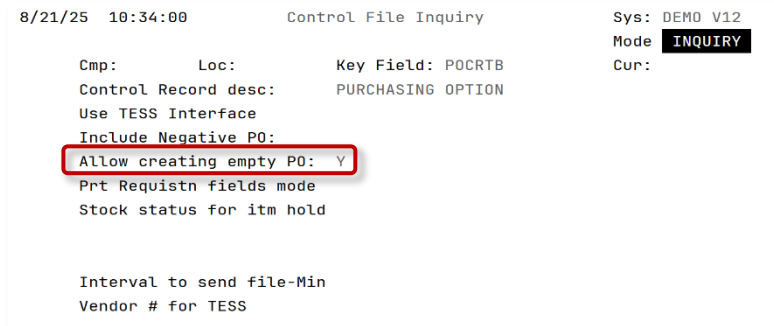 8/21/25 10:34:00 Control File Inquiry Sys: DEMO V12
Mode INQUIRY
Cmp: Loc: Key Field: POCRTB Cur:
Control Record desc: PURCHASING OPTION
Use TESS Interface
Include Negative PO:
Allow creating empty PO: Y
Prt Requistn fields mode
Stock status for itm hold
Interval to send file-Min
Vendor # for TESS